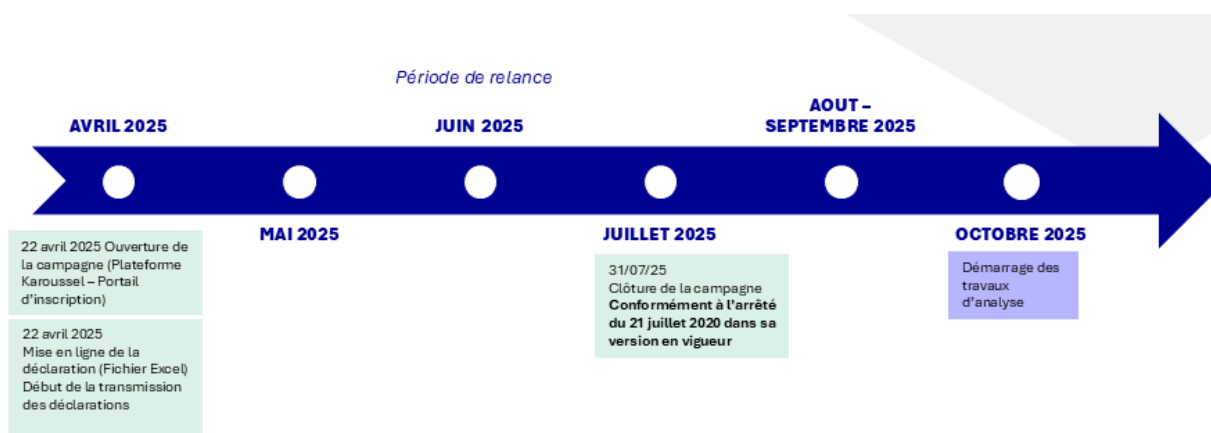 Période de relance
AVRIL 2025
JUIN 2025
AOUT –
SEPTEMBRE 2025
MAI 2025
JUILLET 2025
OCTOBRE 2025
22 avril 2025 Ouverture de
la campagne (Plateforme
Karoussel – Portail
d’inscription)
22 avril 2025
Mise en ligne de la
déclaration (Fichier Excel)
Début de la transmission
des déclarations
31/07/25
Clôture de la campagne
Conformément à l’arrêté
du 21 juillet 2020 dans sa
version en vigueur
Démarrage des
travaux
d’analyse